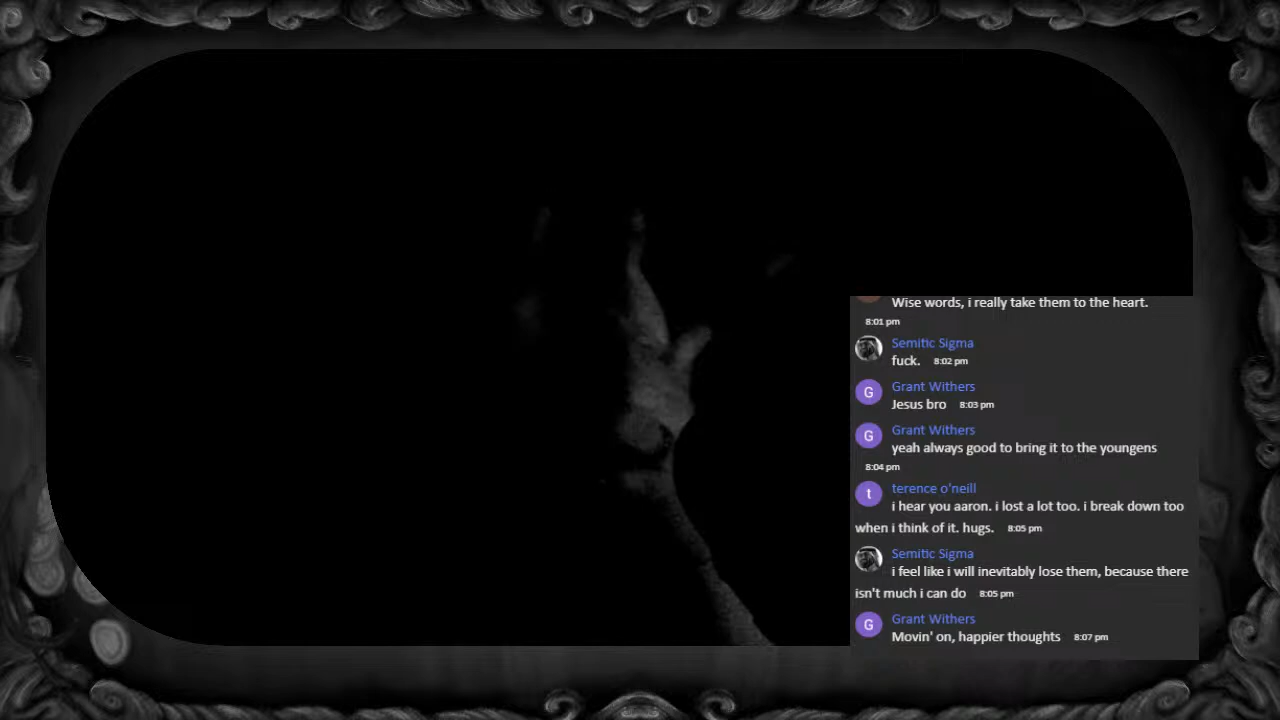 Wise words, i really take them to the heart.
8:01 pm
Semitic Sigma
fuck. 8:02 pm
G Grant Withers
Jesus bro 8:03 pm
G Grant Withers
yeah always good to bring it to the youngens
8:04 pm
t terence o'neill
i hear you aaron. i lost a lot too. i break down too
when i think of it. hugs. 8:05 pm
Semitic Sigma
i feel like i will inevitably lose them, because there
isn't much i can do 8:05 pm
G Grant Withers
Movin' on, happier thoughts 8:07 pm